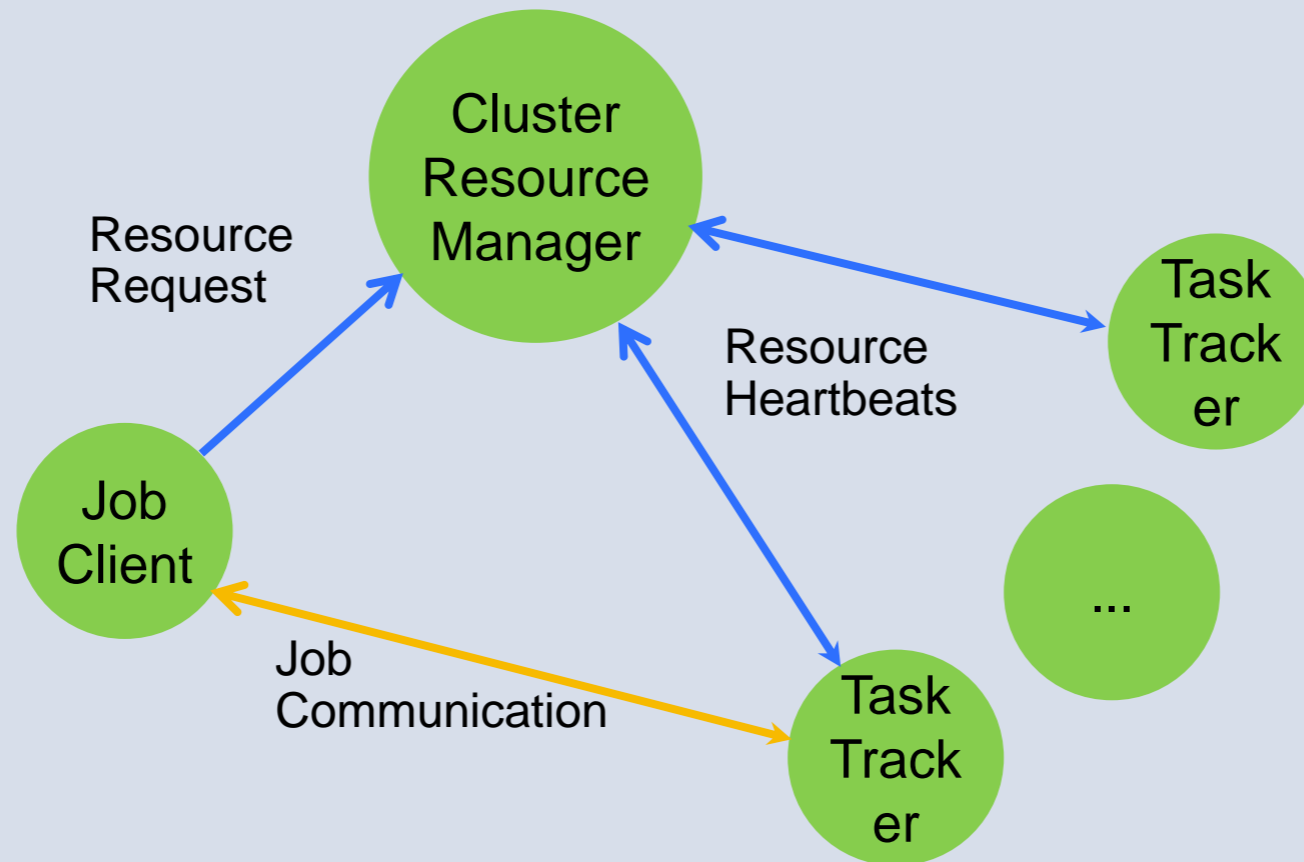 Cluster
Resource
Manager
Resource
Request
Task
Track
er
Resource
Heartbeats
Job
Client
...
Job
Communication
Task
Track
er